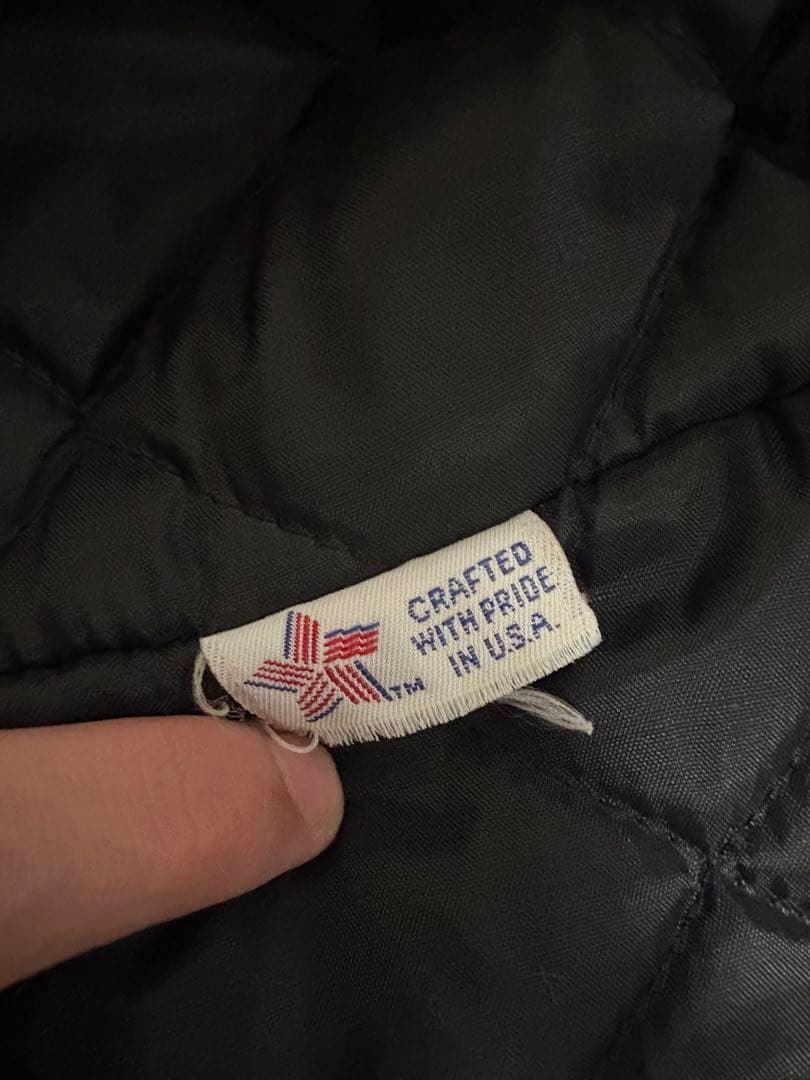 CRAFTED
WITH PRIDE
IN U.S.A.
TM